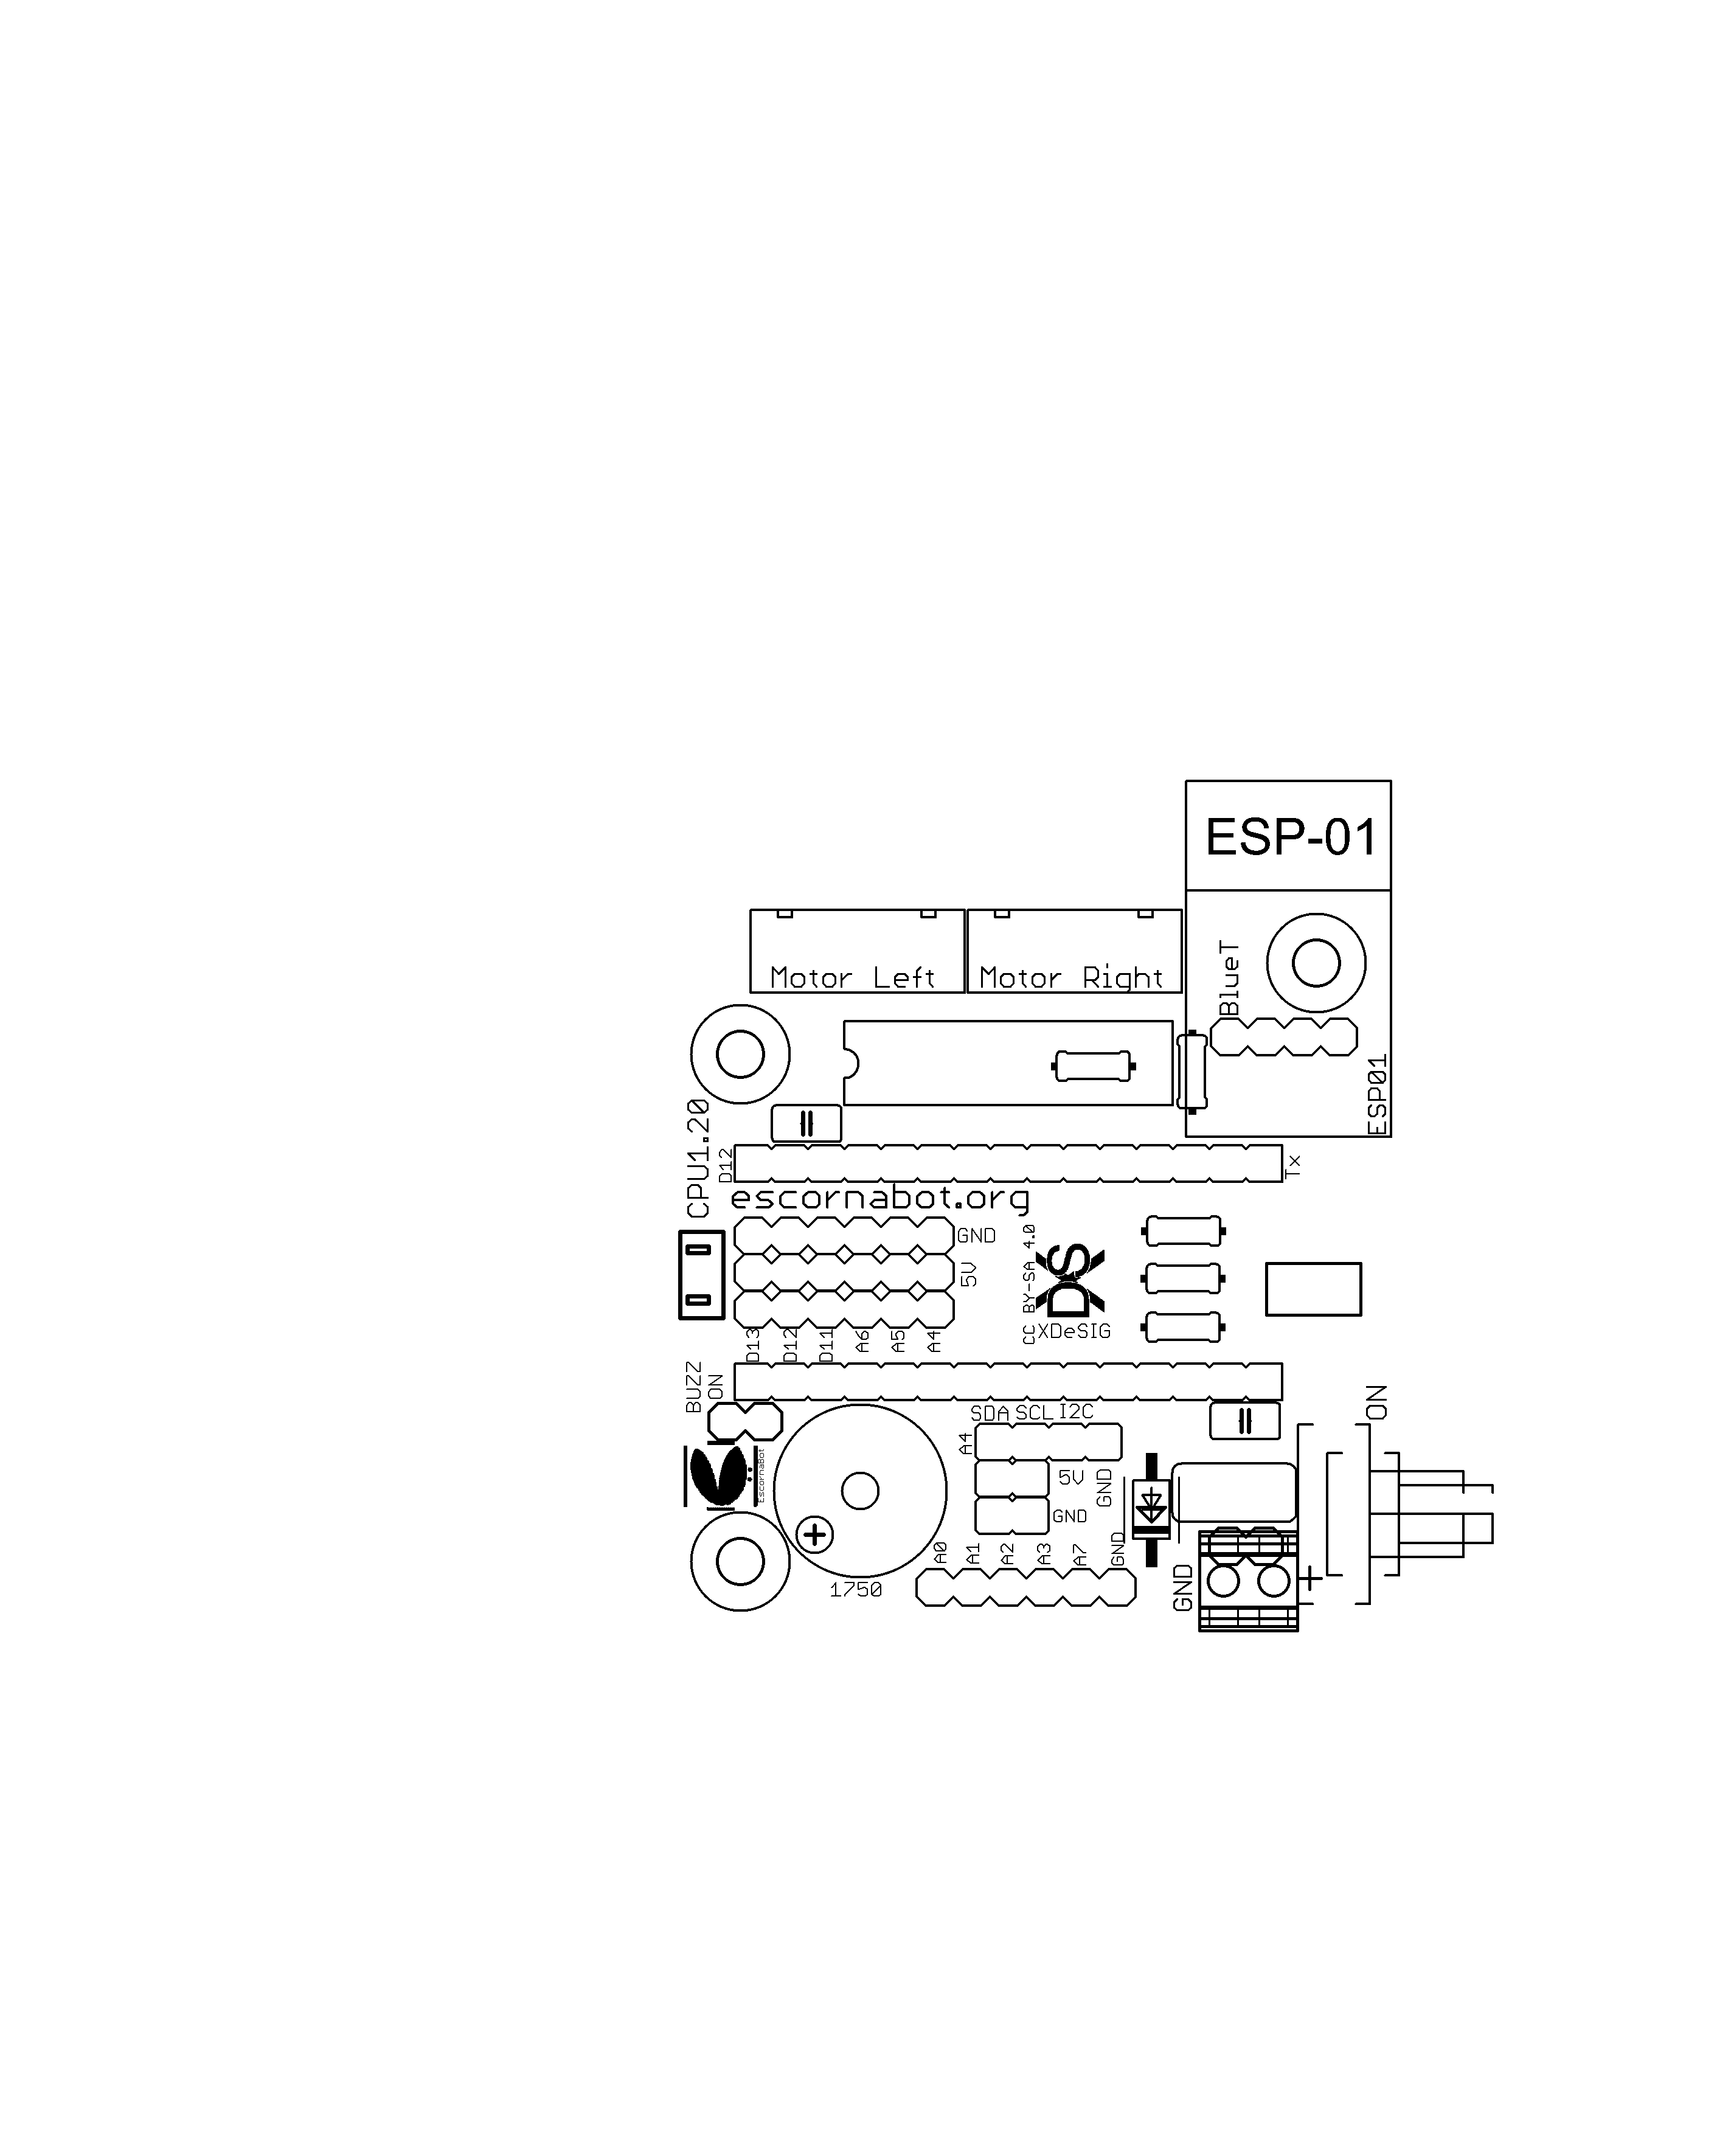 ESP-01
BlueT
Motor Left
Motor Right
ESP01
CPU1.20
D12
Tx
escornabot.org
GND
5V
CC BY-SA 4.0
DS
XDeSIG
D13
D12
D11
A6
A5
A4
BUZZ
ON
SDA SCL I2C
ON
A4
5V
GND
GND
EscornaBot
A0
A1
A2
A3
A7
GND
GND
+
+
1750